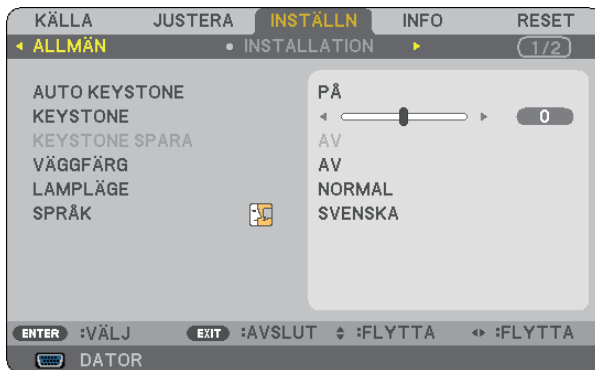 KÄLLA JUSTERA INSTÄLLN INFO RESET
ALLMÄN INSTALLATION 1/2
AUTO KEYSTONE PÅ
KEYSTONE 0
KEYSTONE SPARA AV
VÄGGFÄRG AV
LAMPLÄGE NORMAL
SPRÅK SVENSKA
ENTER :VÄLJ EXIT :AVSLUT :FLYTTA :FLYTTA
DATOR